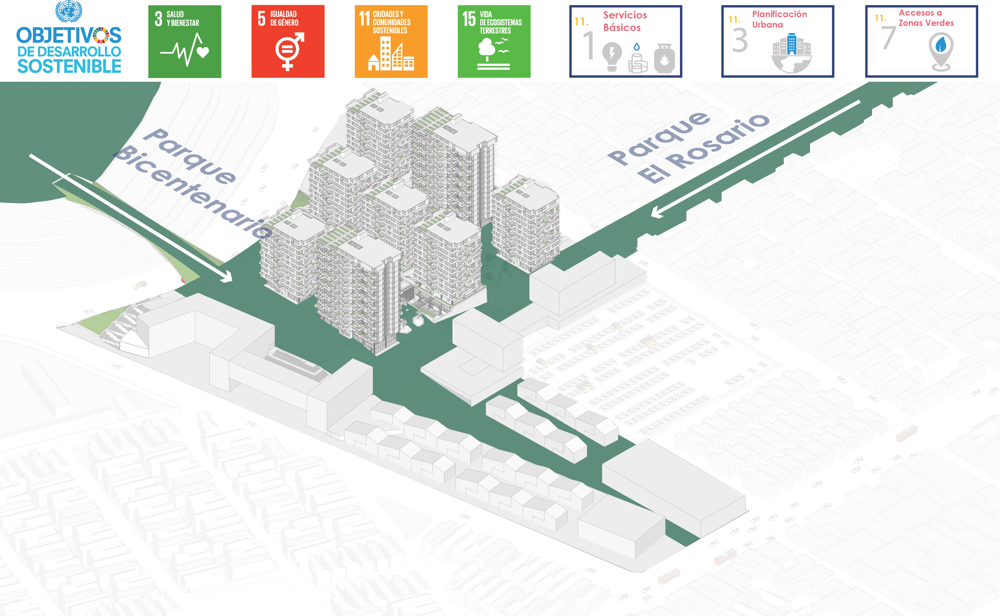 OBJETIVOS
DE DESARROLLO
SOSTENIBLE
3 SALUD
Y BIENESTAR
5 IGUALDAD
DE GÉNERO
11 CIUDADES Y
COMUNIDADES
SOSTENIBLES
15 VIDA
DE ECOSISTEMAS
TERRESTRES
11.
1
Servicios
Básicos
11.
3
Planificación
Urbana
11.
7
Accesos a
Zonas Verdes
Parque
Bicentenario
Parque
El Rosario